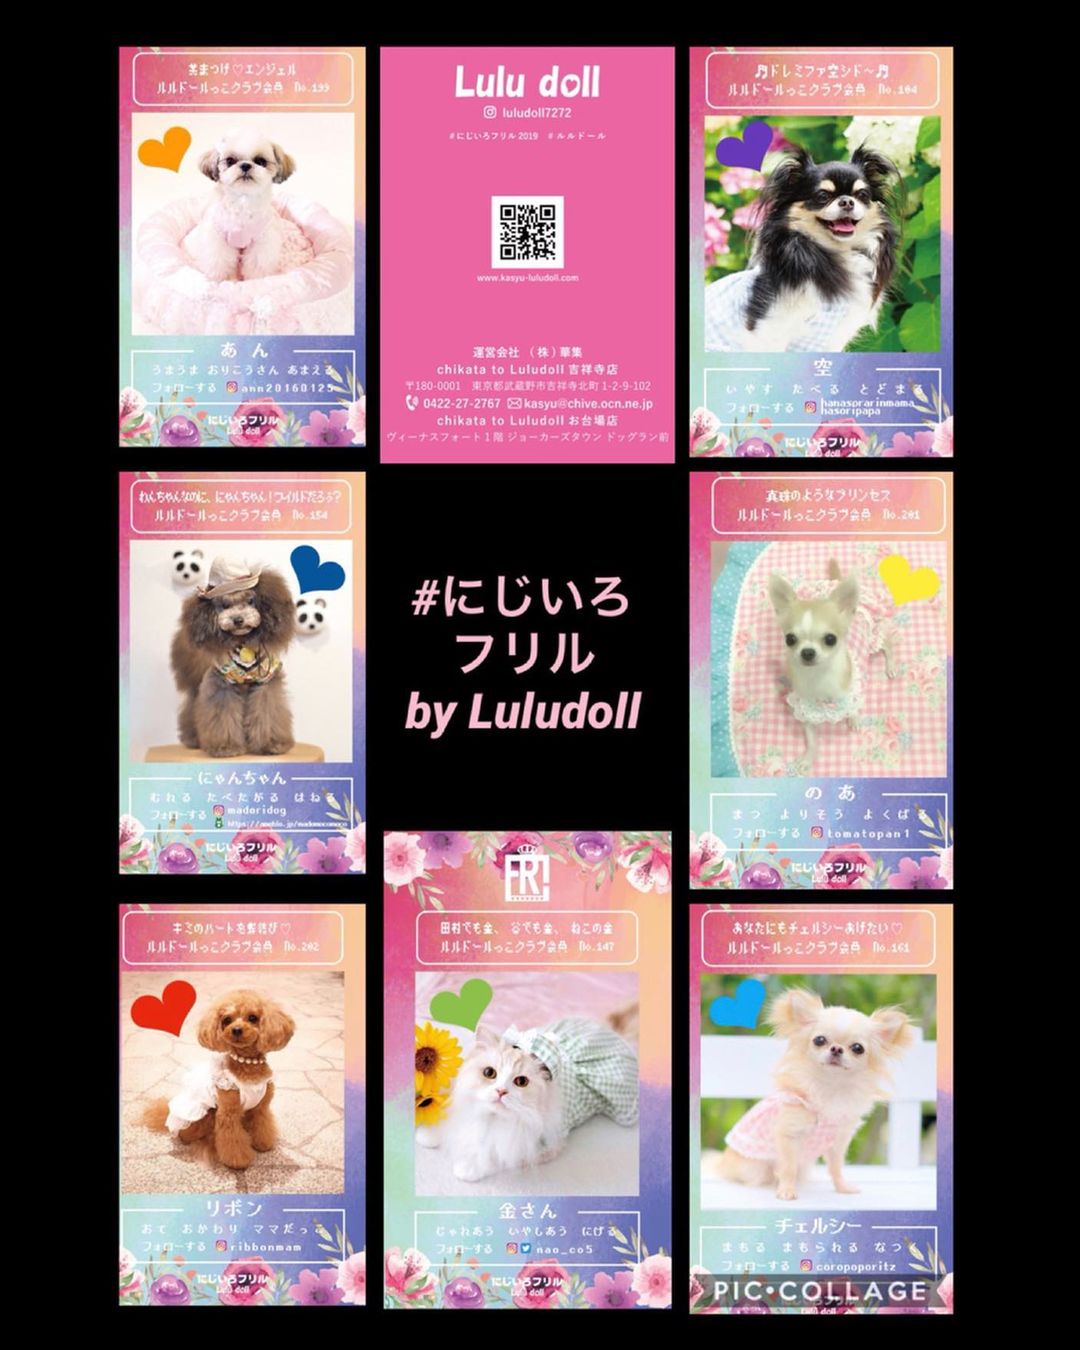 美まつげ♡エンジェル
ルルドールっこクラブ会員 No.199
あん
うまうま おりこうさん あまえる
フォローする ann20160125
にじいろフリル
Lulu doll
Lulu doll
luludoll7272
#にじいろフリル2019 #ルルドール
www.kasyu-luludoll.com
運営会社 (株)華集
chikata to Luludoll 吉祥寺店
〒180-0001 東京都武蔵野市吉祥寺北町 1-2-9-102
0422-27-2767 kasyu@chive.ocn.ne.jp
chikata to Luludoll お台場店
ヴィーナスフォート1階 ジョーカーズタウン ドッグラン前
♬ドレミファ空シド〜♬
ルルドールっこクラブ会員 No.104
空
いやす たべる とどまる
フォローする hanasorarinmama
hasoripapa
にじいろフリル
Lulu doll
わんちゃんなのに、にゃんちゃん!ワイルドだろぅ?
ルルドールっこクラブ会員 No.154
にゃんちゃん
むれる たべたがる はねる
フォローする madoridog
にじいろフリル
Lulu doll
#にじいろ
フリル
by Luludoll
真珠のようなプリンセス
ルルドールっこクラブ会員 No.201
のあ
まつ よりそう よくばる
フォローする tomatopan1
にじいろフリル
Lulu doll
キミのハートを蝶結び♡
ルルドールっこクラブ会員 No.202
リボン
おて おかわり ママだっこ
フォローする ribbonmam
にじいろフリル
Lulu doll
FR!
田村でも金、谷でも金、ねこの金
ルルドールっこクラブ会員 No.147
金さん
じゃれあう いやしあう にげる
フォローする nao_co5
にじいろフリル
Lulu doll
あなたにもチェルシーあげたい♡
ルルドールっこクラブ会員 No.161
チェルシー
まもる まもられる なつく
フォローする coropoporitz
PIC•COLLAGE